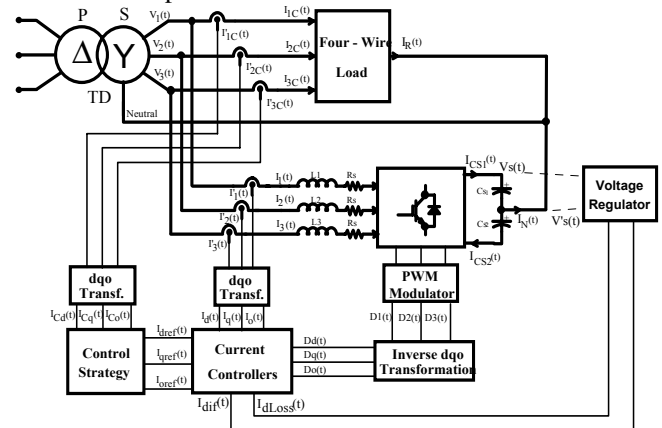 P S
V1(t)
I1C(t)
I'1C(t)
Δ Y
V2(t)
I2C(t)
I'2C(t)
Four - Wire
Load
IR(t)
V3(t)
I3C(t)
I'3C(t)
TD
Neutral
I1(t)
L1
Rs
I'1(t)
I2(t)
L2
Rs
I'2(t)
I3(t)
L3
Rs
I'3(t)
ICS1(t)
Vs(t)
CS1
+
CS2
+
IN(t)
V's(t)
ICS2(t)
Voltage
Regulator
dqo
Transf.
dqo
Transf.
PWM
Modulator
ICd(t) ICq(t) ICo(t)
Id(t) Iq(t) Io(t)
D1(t) D2(t) D3(t)
Control
Strategy
Idref(t)
Iqref(t)
Ioref(t)
Current
Controllers
Dd(t)
Dq(t)
Do(t)
Inverse dqo
Transformation
Idif(t)
IdLoss(t)